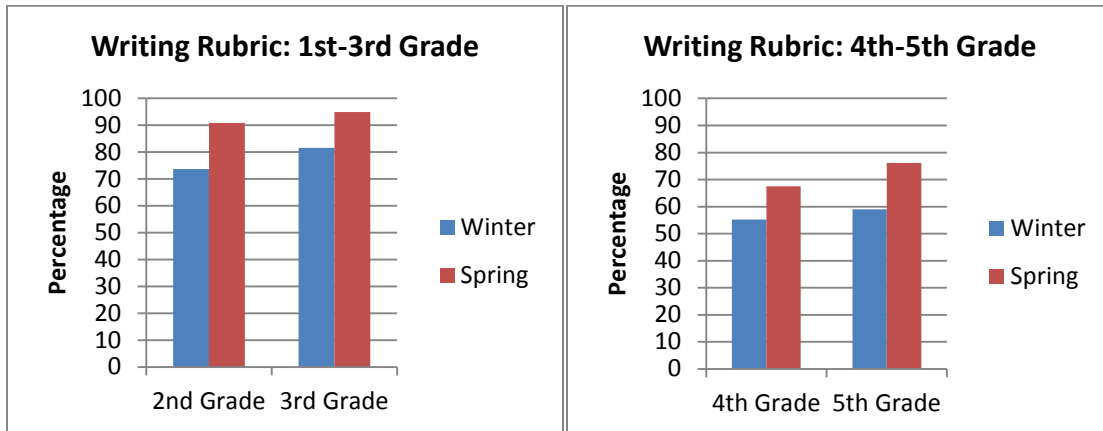 Writing Rubric: 1st-3rd Grade
Percentage
100
90
80
70
60
50
40
30
20
10
0
2nd Grade 3rd Grade
Winter
Spring
Writing Rubric: 4th-5th Grade
Percentage
100
90
80
70
60
50
40
30
20
10
0
4th Grade 5th Grade
Winter
Spring